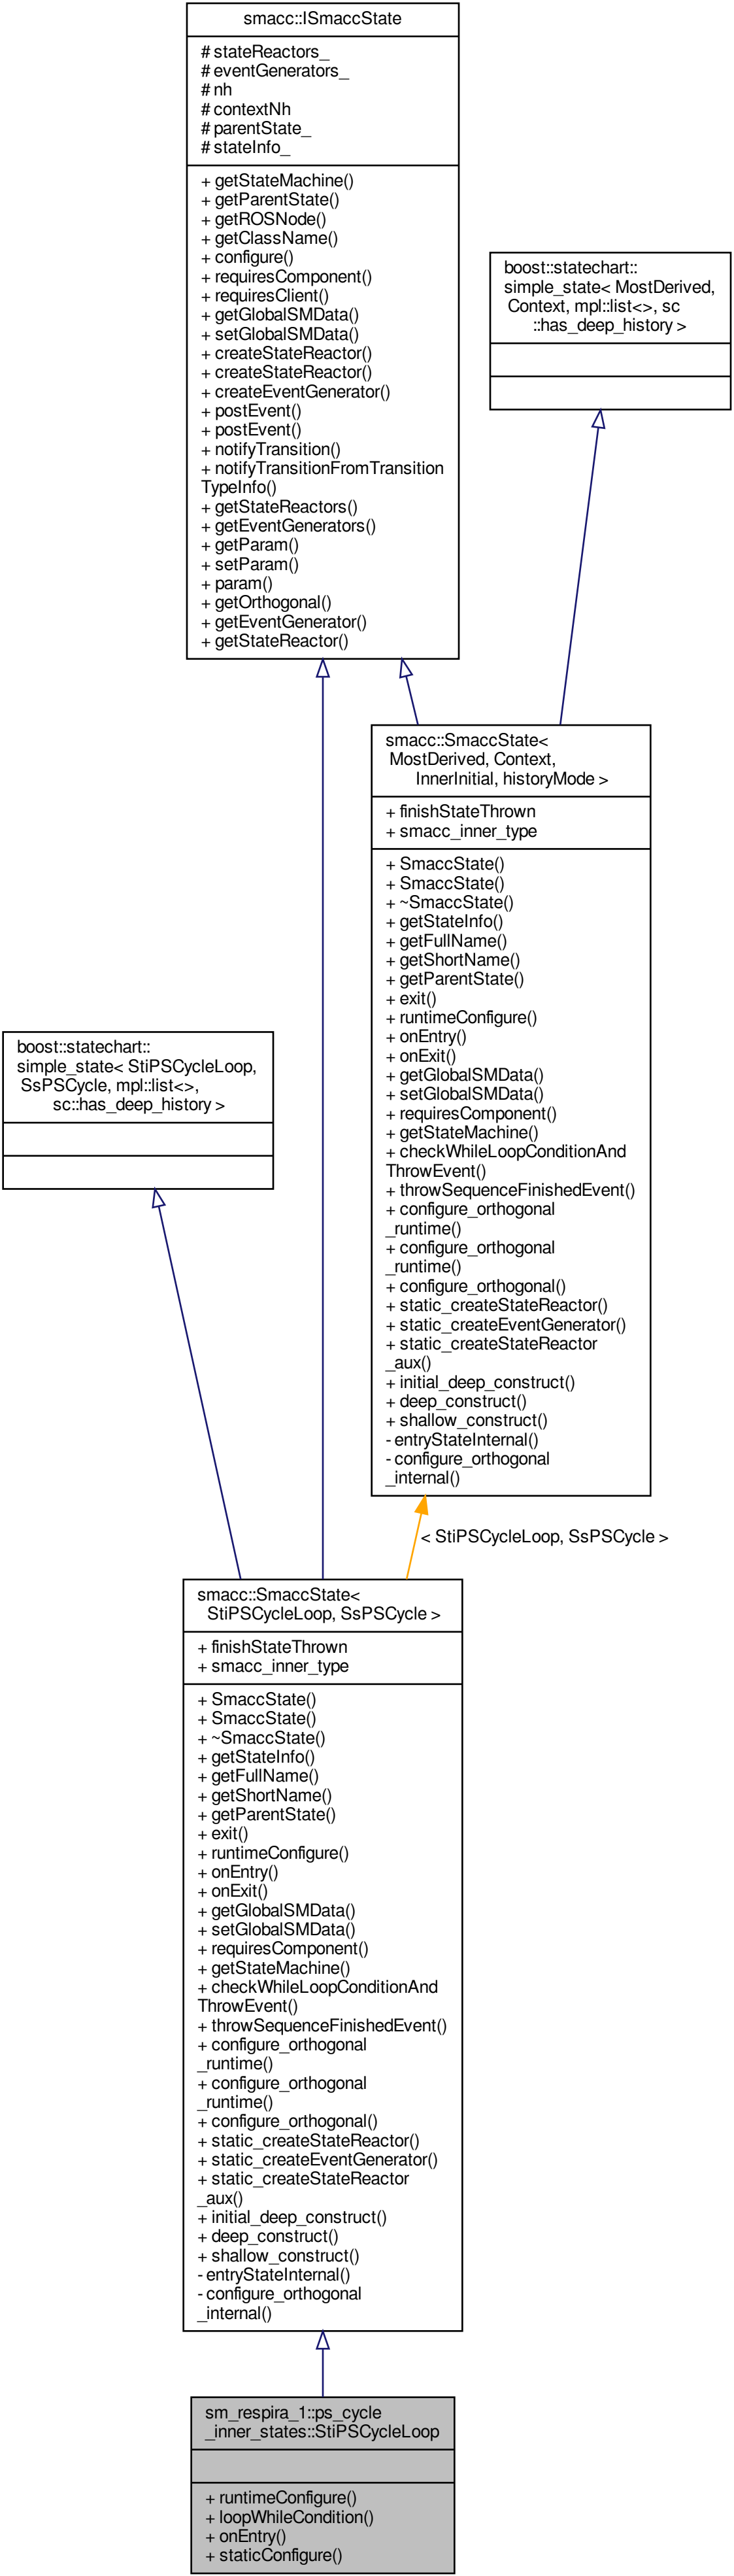 smacc::ISmaccState
# stateReactors_
# eventGenerators_
# nh
# contextNh
# parentState_
# stateInfo_
+ getStateMachine()
+ getParentState()
+ getROSNode()
+ getClassName()
+ configure()
+ requiresComponent()
+ requiresClient()
+ getGlobalSMData()
+ setGlobalSMData()
+ createStateReactor()
+ createStateReactor()
+ createEventGenerator()
+ postEvent()
+ postEvent()
+ notifyTransition()
+ notifyTransitionFromTransition
TypeInfo()
+ getStateReactors()
+ getEventGenerators()
+ getParam()
+ setParam()
+ param()
+ getOrthogonal()
+ getEventGenerator()
+ getStateReactor()
boost::statechart::
simple_state< MostDerived,
Context, mpl::list<>, sc
::has_deep_history >
smacc::SmaccState<
MostDerived, Context,
InnerInitial, historyMode >
+ finishStateThrown
+ smacc_inner_type
+ SmaccState()
+ SmaccState()
+ ~SmaccState()
+ getStateInfo()
+ getFullName()
+ getShortName()
+ getParentState()
+ exit()
+ runtimeConfigure()
+ onEntry()
+ onExit()
+ getGlobalSMData()
+ setGlobalSMData()
+ requiresComponent()
+ getStateMachine()
+ checkWhileLoopConditionAnd
ThrowEvent()
+ throwSequenceFinishedEvent()
+ configure_orthogonal
_runtime()
+ configure_orthogonal
_runtime()
+ configure_orthogonal()
+ static_createStateReactor()
+ static_createEventGenerator()
+ static_createStateReactor
_aux()
+ initial_deep_construct()
+ deep_construct()
+ shallow_construct()
- entryStateInternal()
- configure_orthogonal
_internal()
boost::statechart::
simple_state< StiPSCycleLoop,
SsPSCycle, mpl::list<>,
sc::has_deep_history >
< StiPSCycleLoop, SsPSCycle >
smacc::SmaccState<
StiPSCycleLoop, SsPSCycle >
+ finishStateThrown
+ smacc_inner_type
+ SmaccState()
+ SmaccState()
+ ~SmaccState()
+ getStateInfo()
+ getFullName()
+ getShortName()
+ getParentState()
+ exit()
+ runtimeConfigure()
+ onEntry()
+ onExit()
+ getGlobalSMData()
+ setGlobalSMData()
+ requiresComponent()
+ getStateMachine()
+ checkWhileLoopConditionAnd
ThrowEvent()
+ throwSequenceFinishedEvent()
+ configure_orthogonal
_runtime()
+ configure_orthogonal
_runtime()
+ configure_orthogonal()
+ static_createStateReactor()
+ static_createEventGenerator()
+ static_createStateReactor
_aux()
+ initial_deep_construct()
+ deep_construct()
+ shallow_construct()
- entryStateInternal()
- configure_orthogonal
_internal()
sm_respira_1::ps_cycle
_inner_states::StiPSCycleLoop
+ runtimeConfigure()
+ loopWhileCondition()
+ onEntry()
+ staticConfigure()